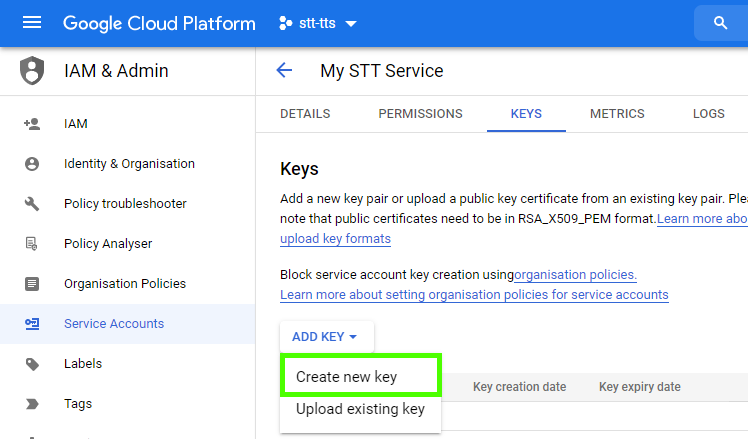 Google Cloud Platform
stt-tts
IAM & Admin
My STT Service
DETAILS
PERMISSIONS
KEYS
METRICS
LOGS
IAM
Identity & Organisation
Policy troubleshooter
Policy Analyser
Organisation Policies
Service Accounts
Labels
Tags
Keys
Add a new key pair or upload a public key certificate from an existing key pair. Plea
note that public certificates need to be in RSA_X509_PEM format.Learn more abo
upload key formats
Block service account key creation usingorganisation policies.
Learn more about setting organisation policies for service accounts
ADD KEY
Create new key
Upload existing key
Key creation date
Key expiry date